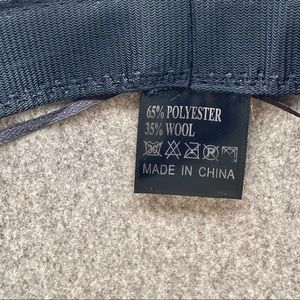 65% POLYESTER
35% WOOL
MADE IN CHINA